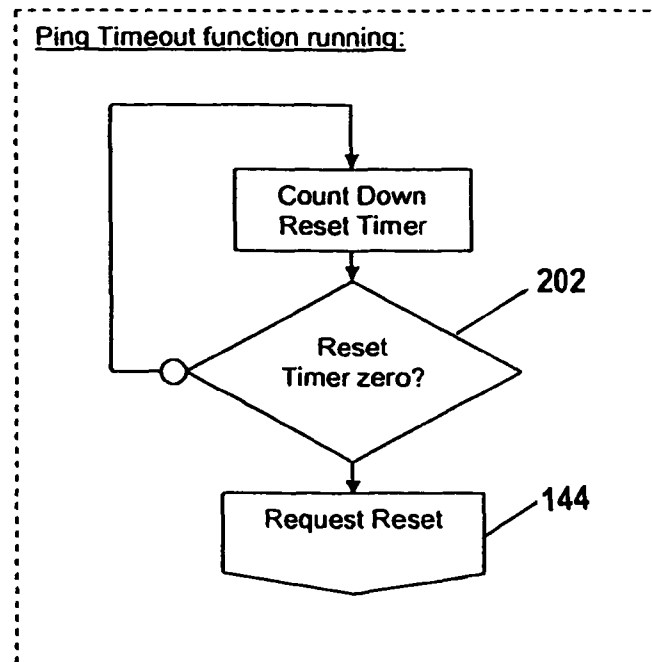 Ping Timeout function running:
Count Down
Reset Timer
202
Reset
Timer zero?
Request Reset
144